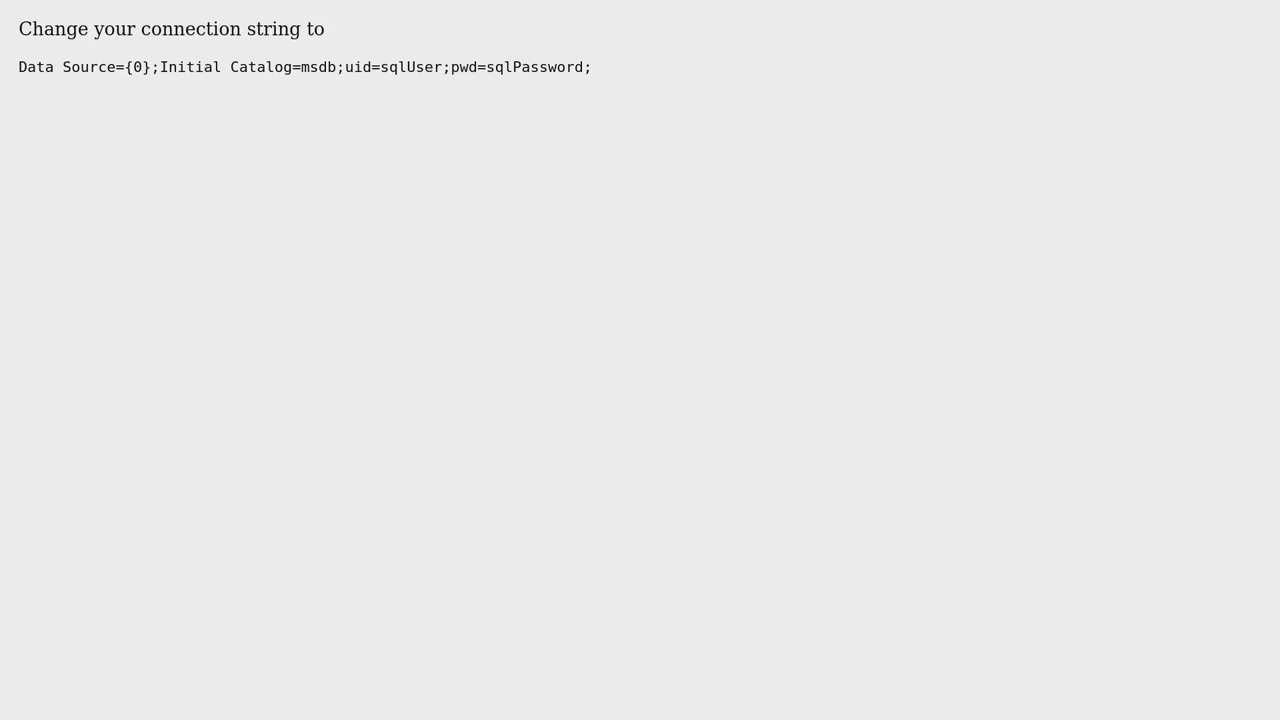 Change your connection string to
Data Source={0};Initial Catalog=msdb;uid=sqlUser;pwd=sqlPassword;